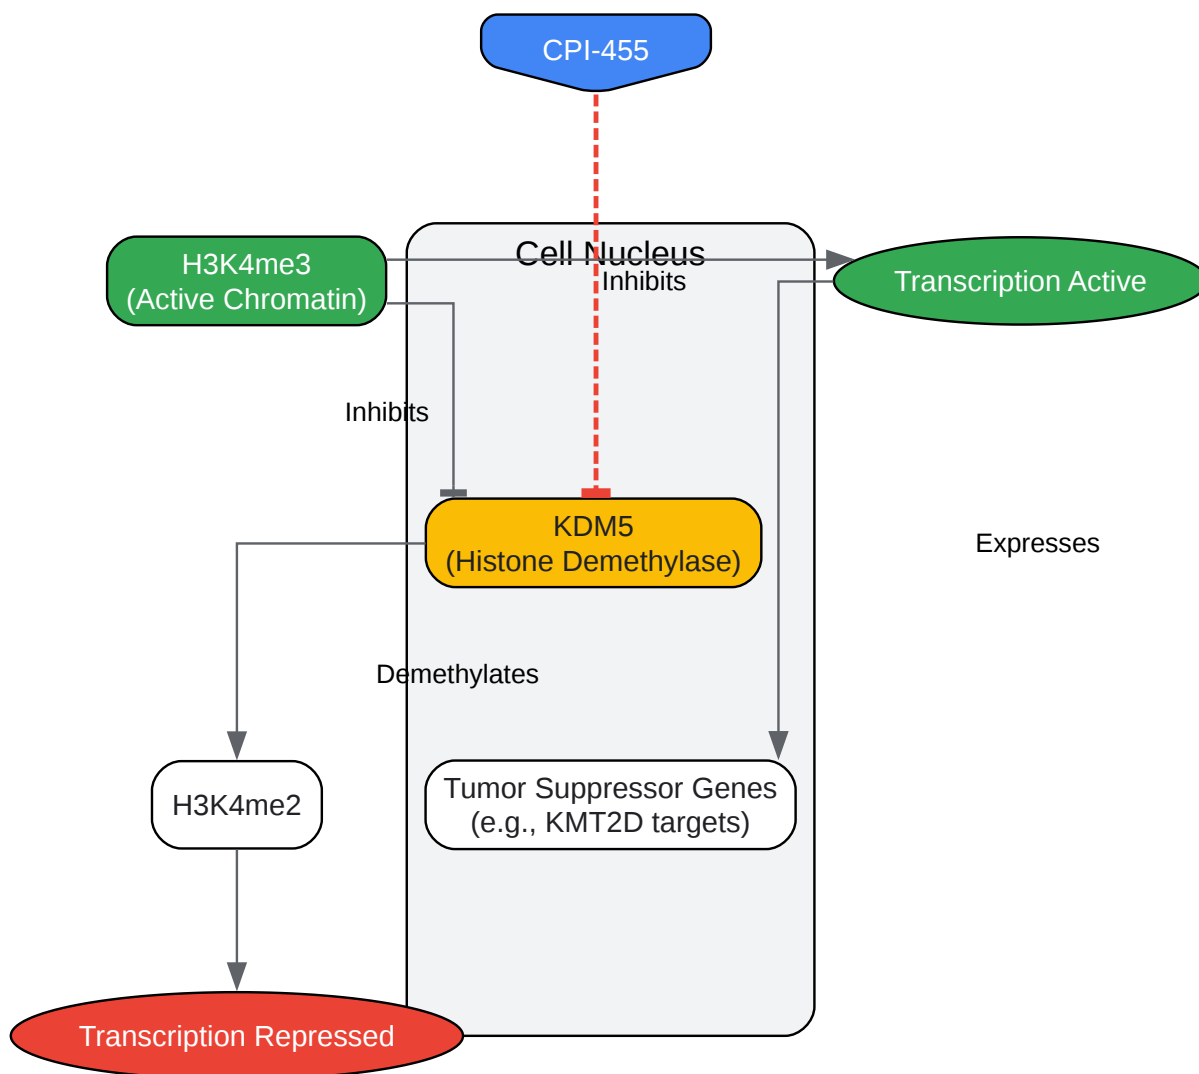 CPI-455
Cell Nucleus
H3K4me3
(Active Chromatin)
Inhibits
Transcription Active
Inhibits
KDM5
(Histone Demethylase)
Expresses
Demethylates
H3K4me2
Tumor Suppressor Genes
(e.g., KMT2D targets)
Transcription Repressed